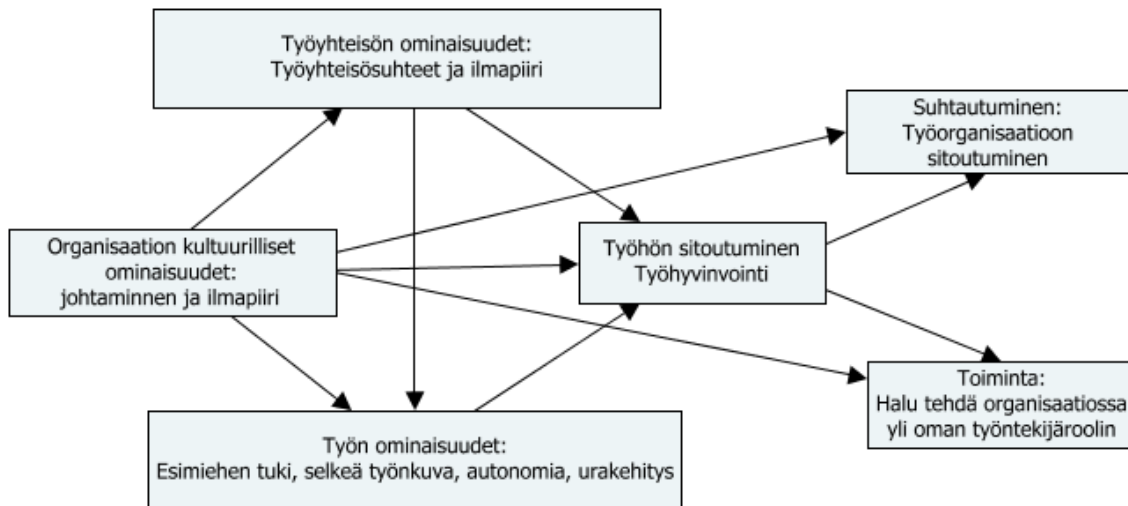 Työyhteisön ominaisuudet:
Työyhteisösuhteet ja ilmapiiri
Suhtautuminen:
Työorganisaatioon
sitoutuminen
Organisaation kultuurilliset
ominaisuudet:
johtaminnen ja ilmapiiri
Työhön sitoutuminen
Työhyvinvointi
Toiminta:
Halu tehdä organisaatiossa
yli oman työntekijäroolin
Työn ominaisuudet:
Esimiehen tuki, selkeä työnkuva, autonomia, urakehitys